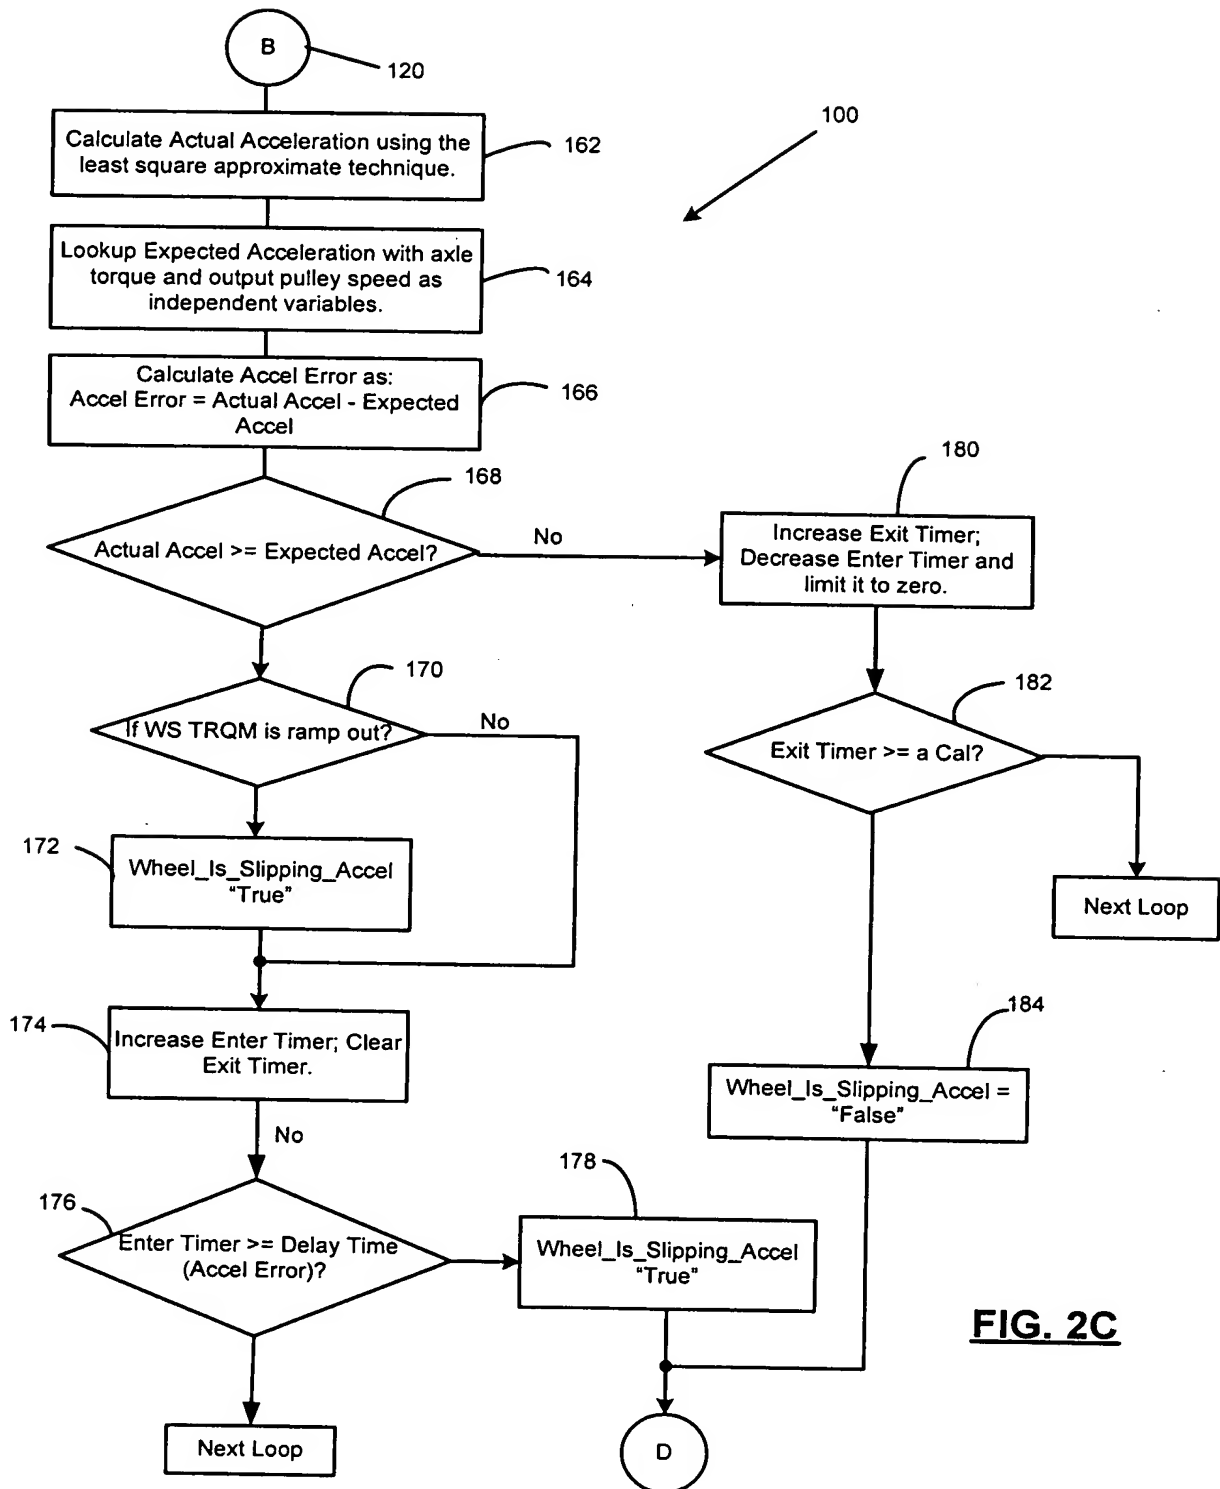 B
120
100
Calculate Actual Acceleration using the
least square approximate technique.
162
Lookup Expected Acceleration with axle
torque and output pulley speed as
independent variables.
164
Calculate Accel Error as:
Accel Error = Actual Accel - Expected
Accel
166
168
Actual Accel >= Expected Accel?
No
180
Increase Exit Timer;
Decrease Enter Timer and
limit it to zero.
170
If WS TRQM is ramp out?
No
182
Exit Timer >= a Cal?
172
Wheel_Is_Slipping_Accel
“True”
Next Loop
174
Increase Enter Timer; Clear
Exit Timer.
184
Wheel_Is_Slipping_Accel =
“False”
No
176
Enter Timer >= Delay Time
(Accel Error)?
178
Wheel_Is_Slipping_Accel
“True”
FIG. 2C
Next Loop
D